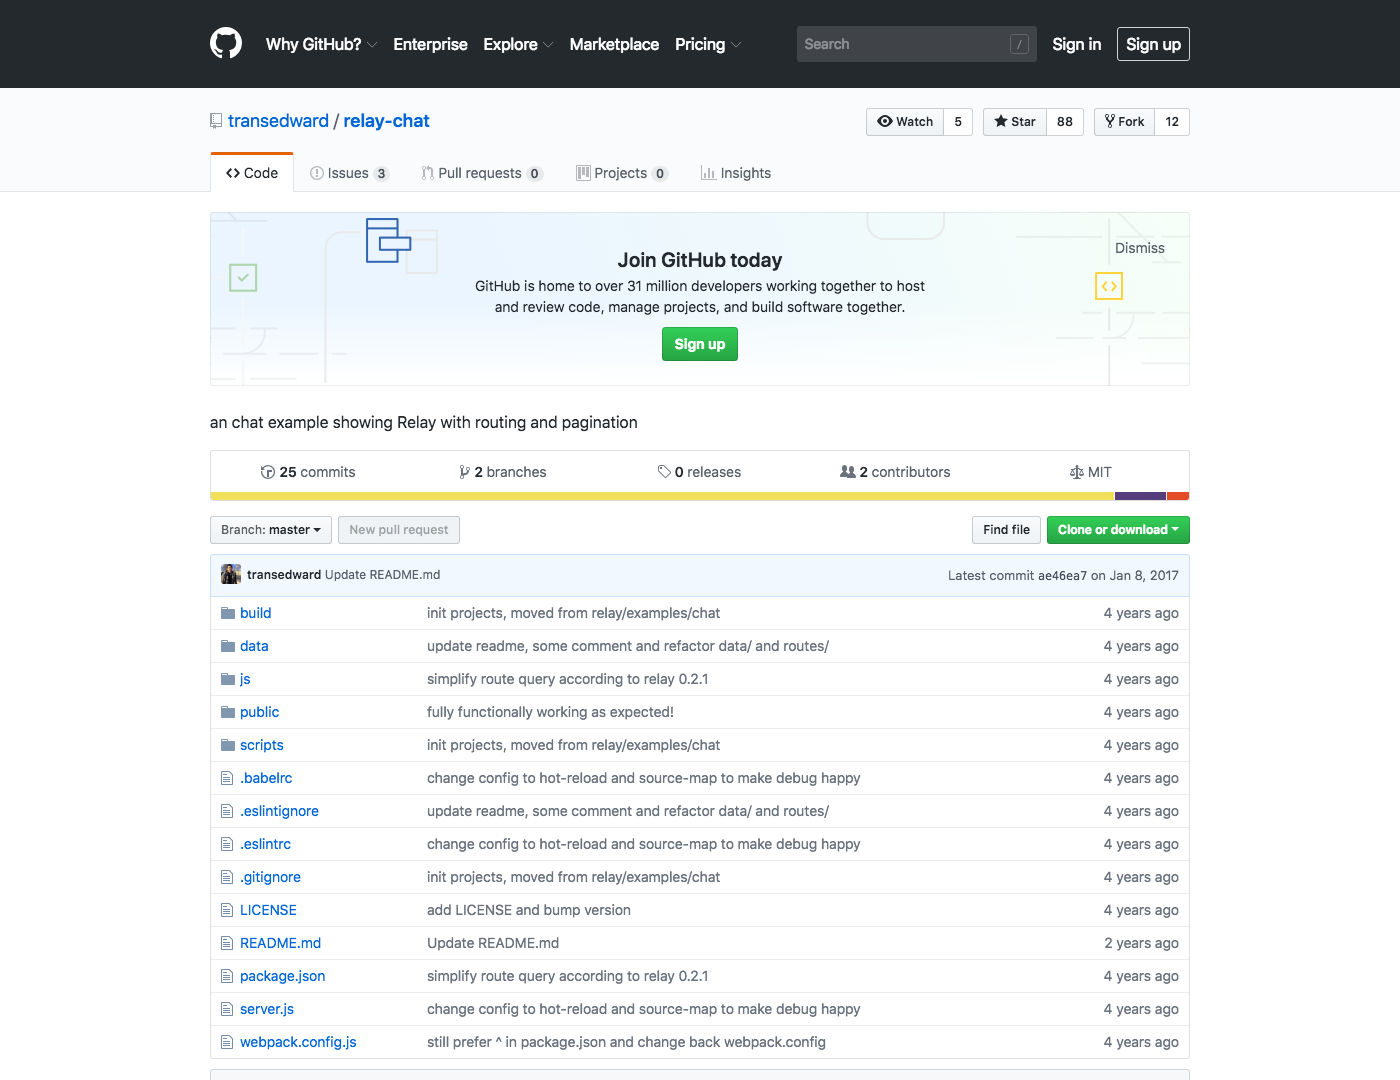 Why GitHub? Enterprise Explore Marketplace Pricing Search / Sign in Sign up
transedward / relay-chat Watch 5 Star 88 Fork 12
Code Issues 3 Pull requests 0 Projects 0 Insights
Dismiss
Join GitHub today
GitHub is home to over 31 million developers working together to host
and review code, manage projects, and build software together.
Sign up
an chat example showing Relay with routing and pagination
25 commits 2 branches 0 releases 2 contributors MIT
Branch: master New pull request Find file Clone or download
transedward Update README.md Latest commit ae46ea7 on Jan 8, 2017
build init projects, moved from relay/examples/chat 4 years ago
data update readme, some comment and refactor data/ and routes/ 4 years ago
js simplify route query according to relay 0.2.1 4 years ago
public fully functionally working as expected! 4 years ago
scripts init projects, moved from relay/examples/chat 4 years ago
.babelrc change config to hot-reload and source-map to make debug happy 4 years ago
.eslintignore update readme, some comment and refactor data/ and routes/ 4 years ago
.eslintrc change config to hot-reload and source-map to make debug happy 4 years ago
.gitignore init projects, moved from relay/examples/chat 4 years ago
LICENSE add LICENSE and bump version 4 years ago
README.md Update README.md 2 years ago
package.json simplify route query according to relay 0.2.1 4 years ago
server.js change config to hot-reload and source-map to make debug happy 4 years ago
webpack.config.js still prefer ^ in package.json and change back webpack.config 4 years ago